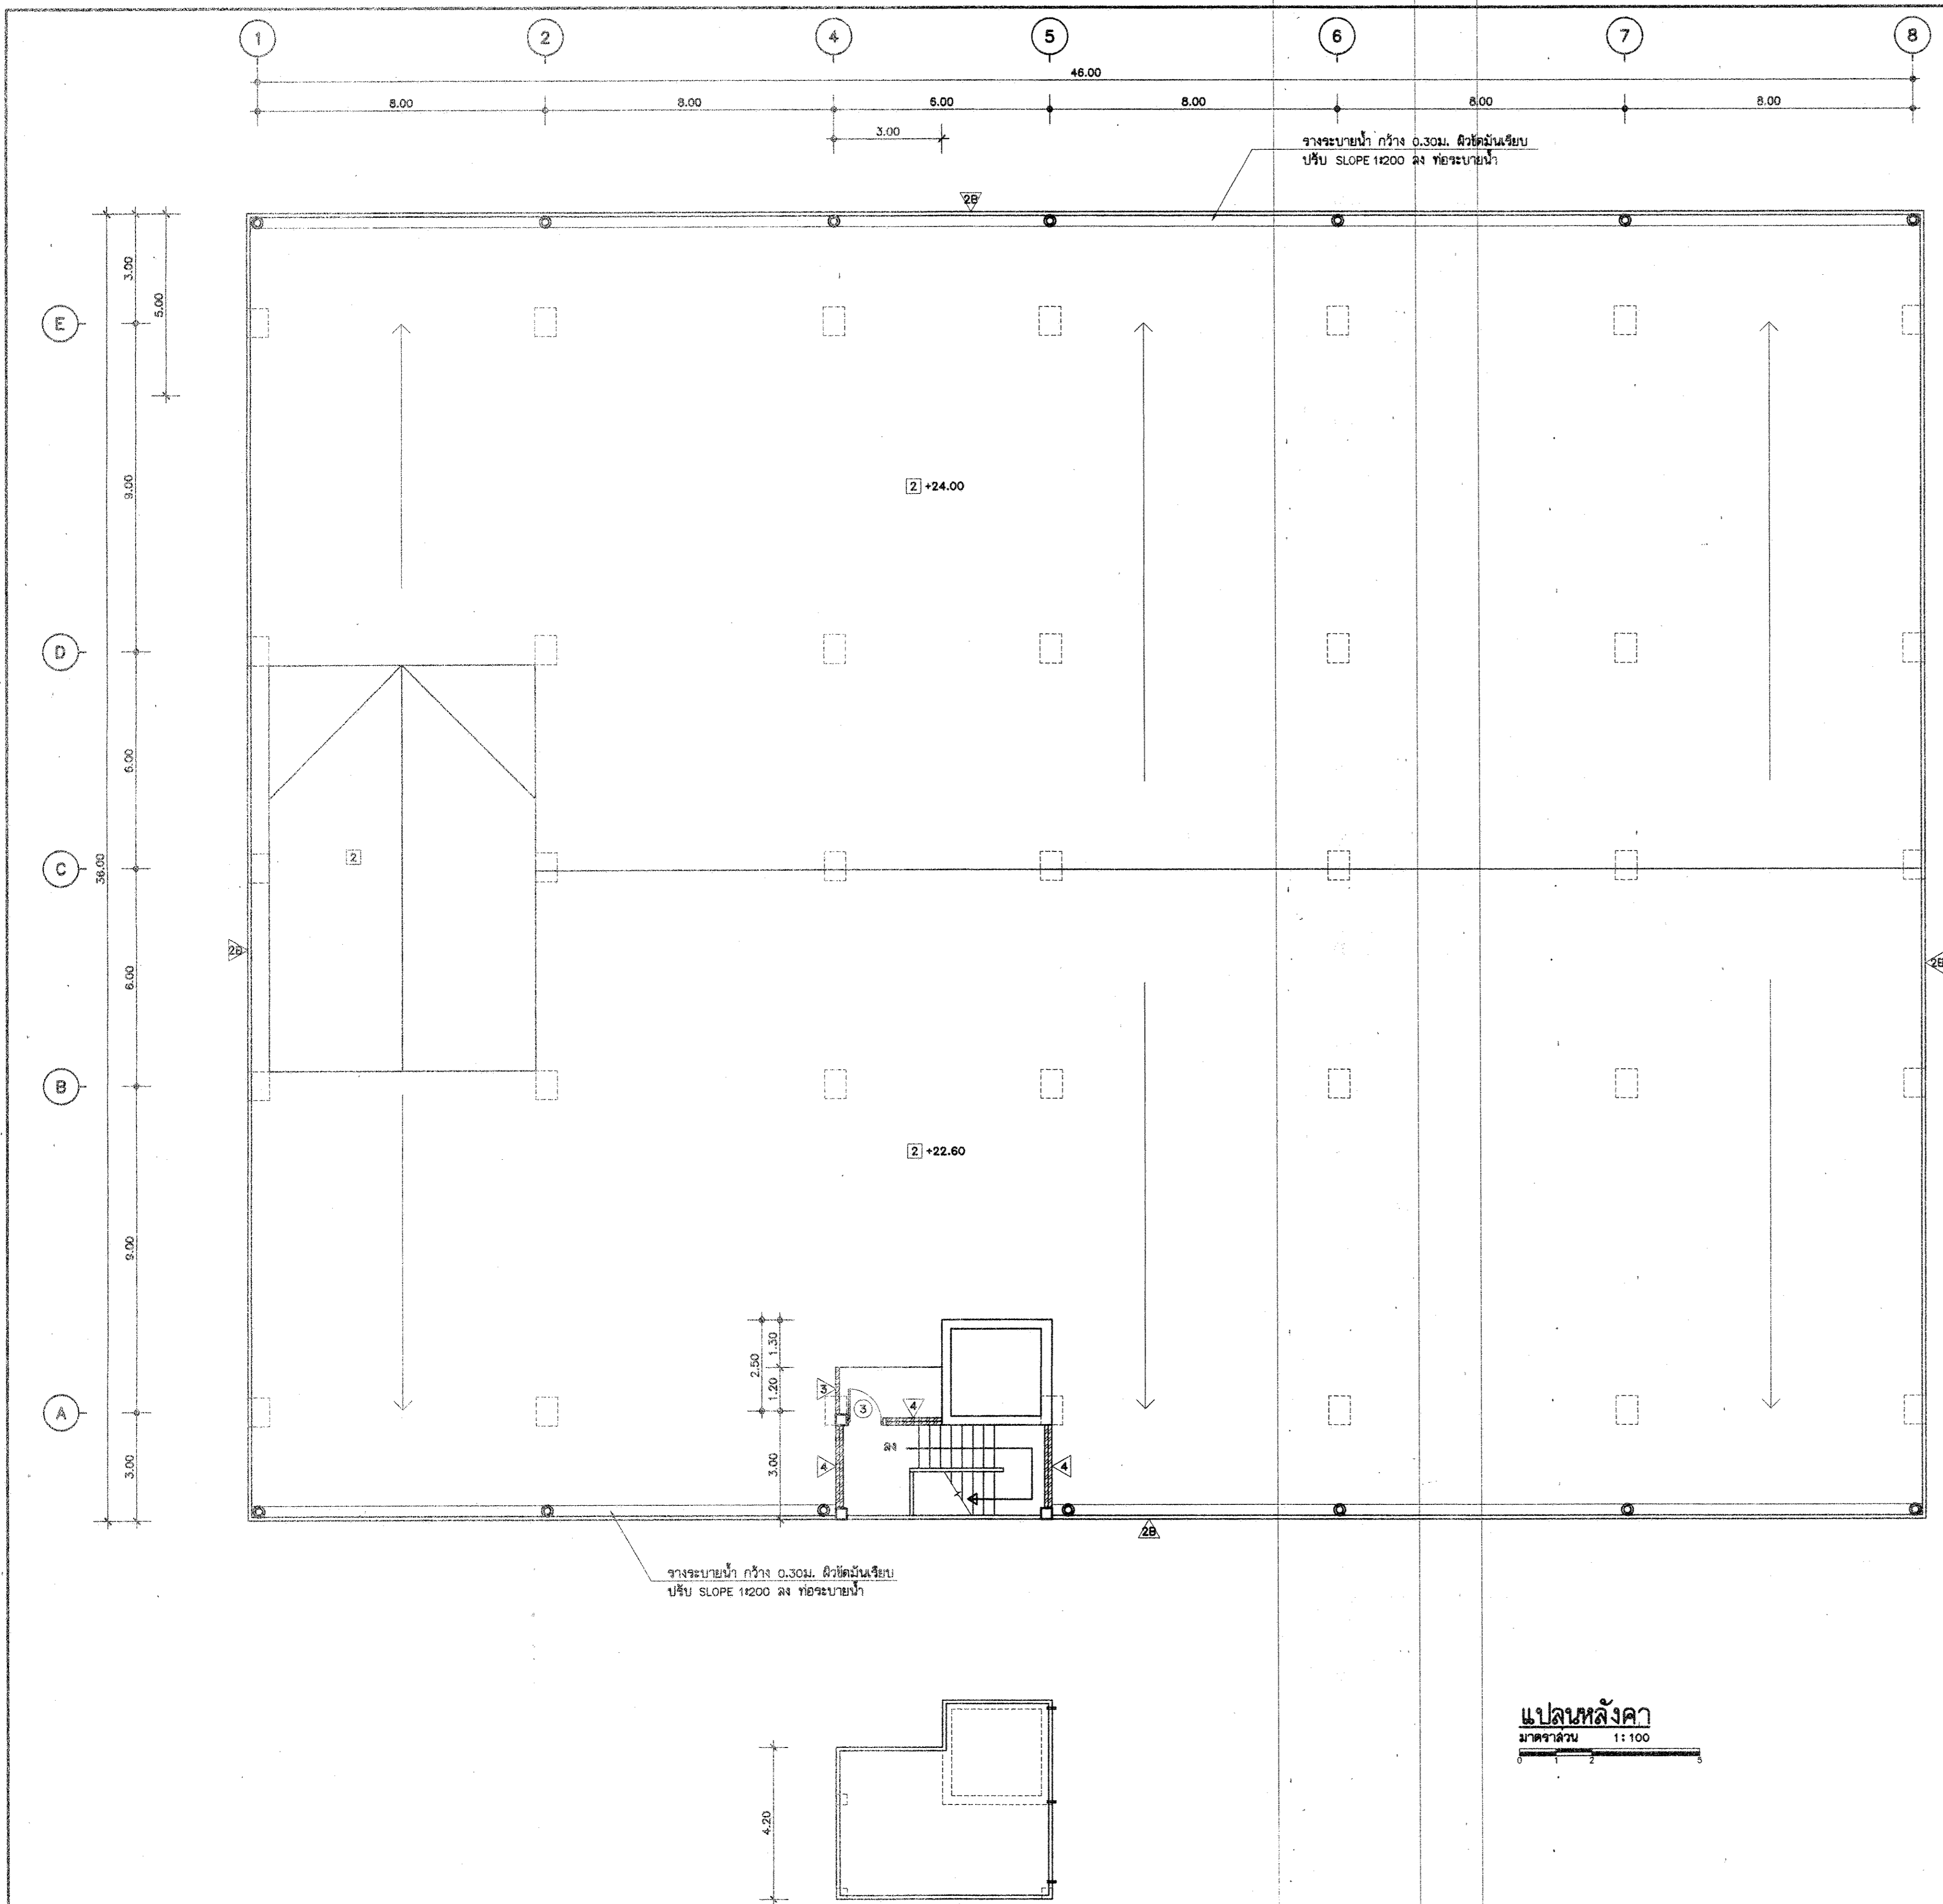 1 2 4 5 6 7 8
46.00
8.00 8.00 6.00 8.00 8.00 8.00
3.00
รางระบายน้ำ กว้าง 0.30ม. ผิวขัดมันเรียบ
ปรับ SLOPE 1:200 ลง ท่อระบายน้ำ
2B
3.00
5.00
E
9.00
2 +24.00
D
6.00
36.00
C
2
2B
2B
6.00
B
2 +22.60
9.00
2.50
1.30
1.20
3
3
4
A
ลง
3.00
3.00
4
4
2B
รางระบายน้ำ กว้าง 0.30ม. ผิวขัดมันเรียบ
ปรับ SLOPE 1:200 ลง ท่อระบายน้ำ
แปลนหลังคา
มาตราส่วน 1:100
0 1 2 5
4.20